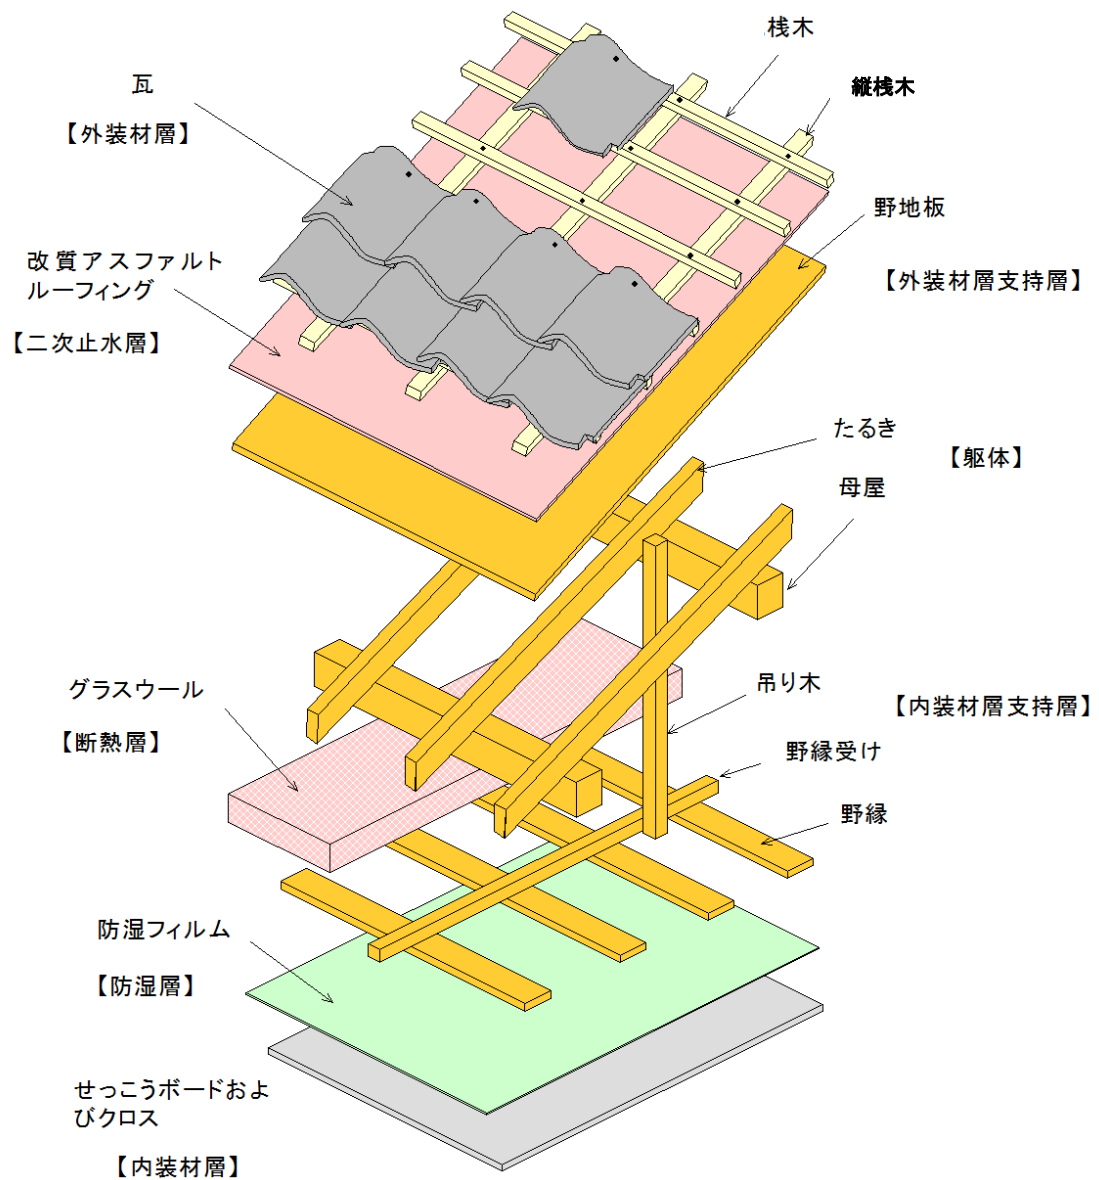 桟木
瓦
縦桟木
【外装材層】
野地板
改質アスファルト
ルーフィング
【外装材層支持層】
【二次止水層】
たるき
【躯体】
母屋
グラスウール
吊り木
【内装材層支持層】
【断熱層】
野縁受け
野縁
防湿フィルム
【防湿層】
せっこうボードおよ
びクロス
【内装材層】